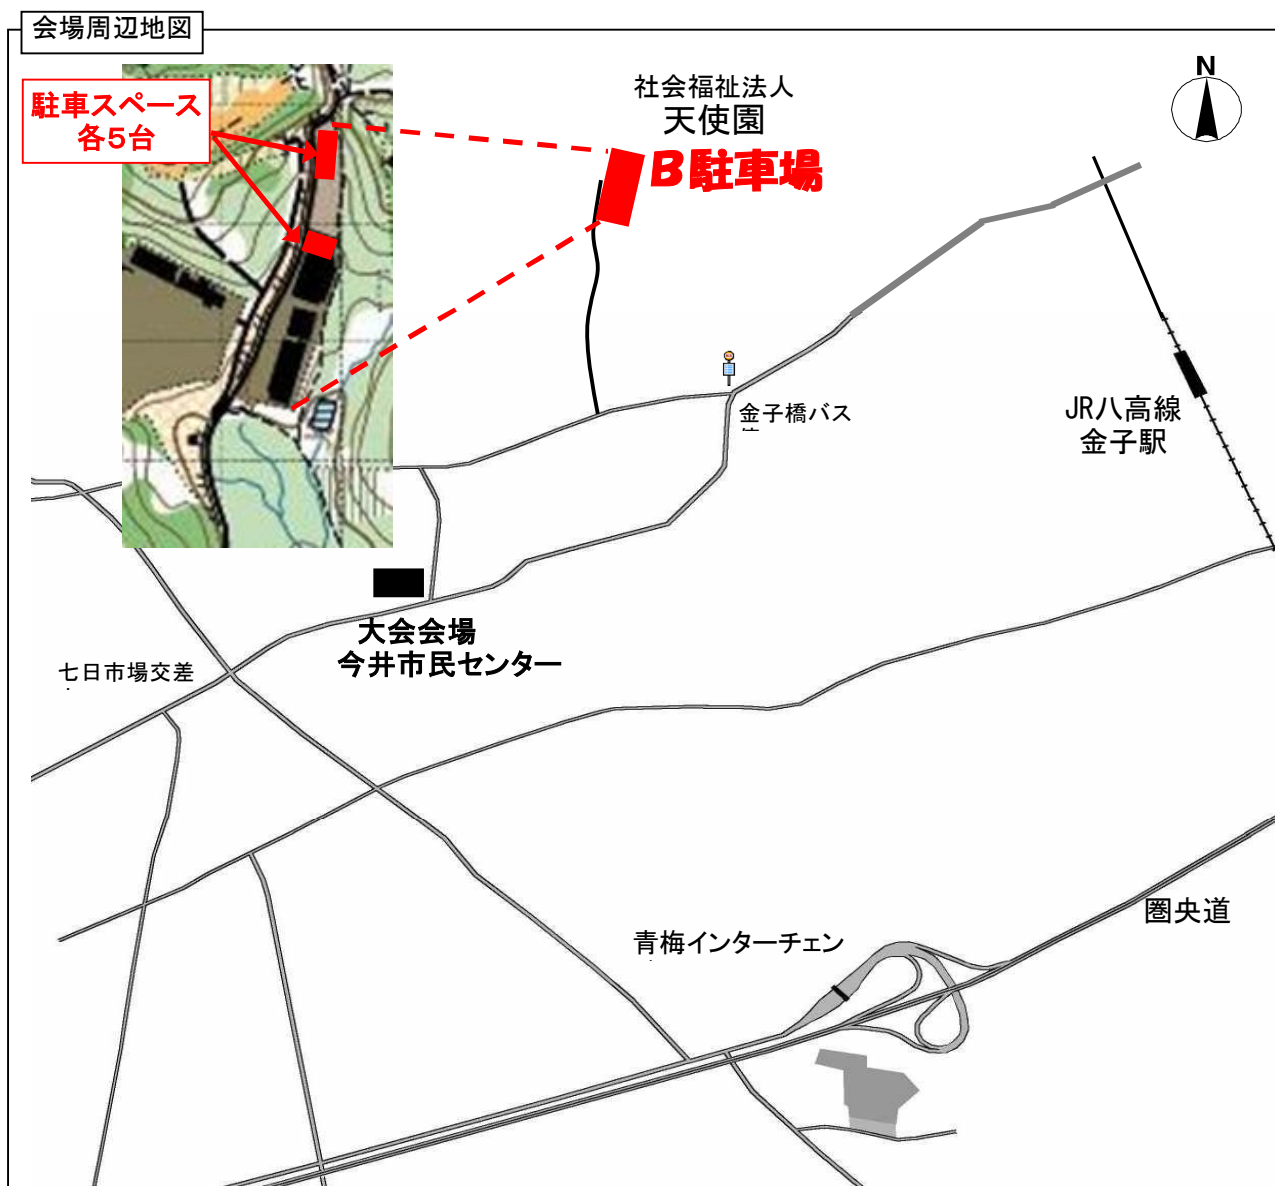 会場周辺地図
駐車スペース
各5台
社会福祉法人
天使園
B駐車場
N
金子橋バス
JR八高線
金子駅
大会会場
今井市民センター
七日市場交差
圏央道
青梅インターチェン